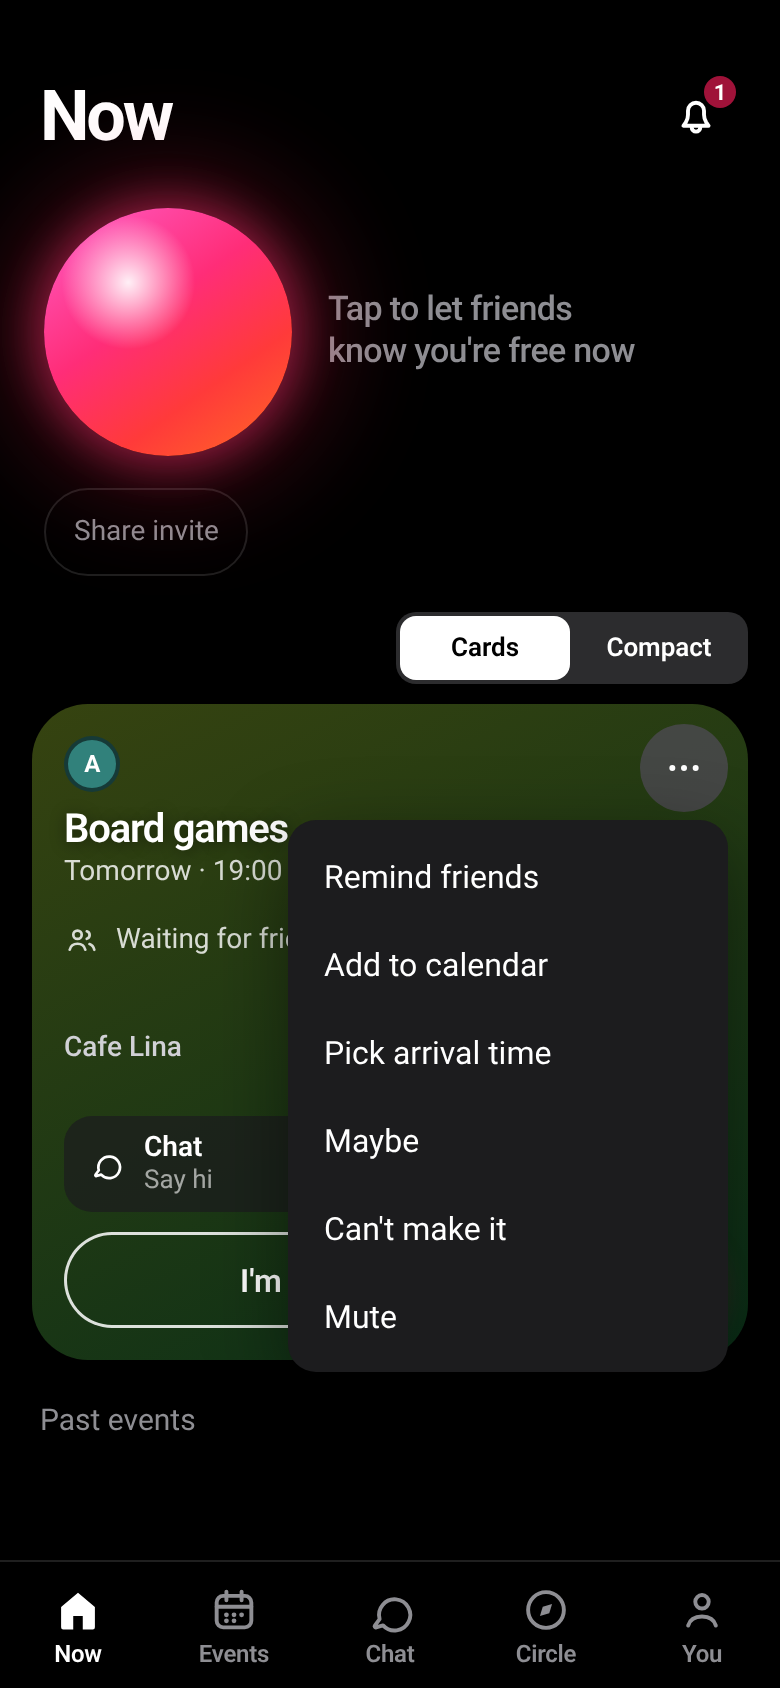 Now
1
Tap to let friends
know you're free now
Share invite
Cards
Compact
A
Board games
Tomorrow · 19:00
Waiting for
Cafe Lina
Chat
Say hi
I'm
Remind friends
Add to calendar
Pick arrival time
Maybe
Can't make it
Mute
Past events
Now
Events
Chat
Circle
You